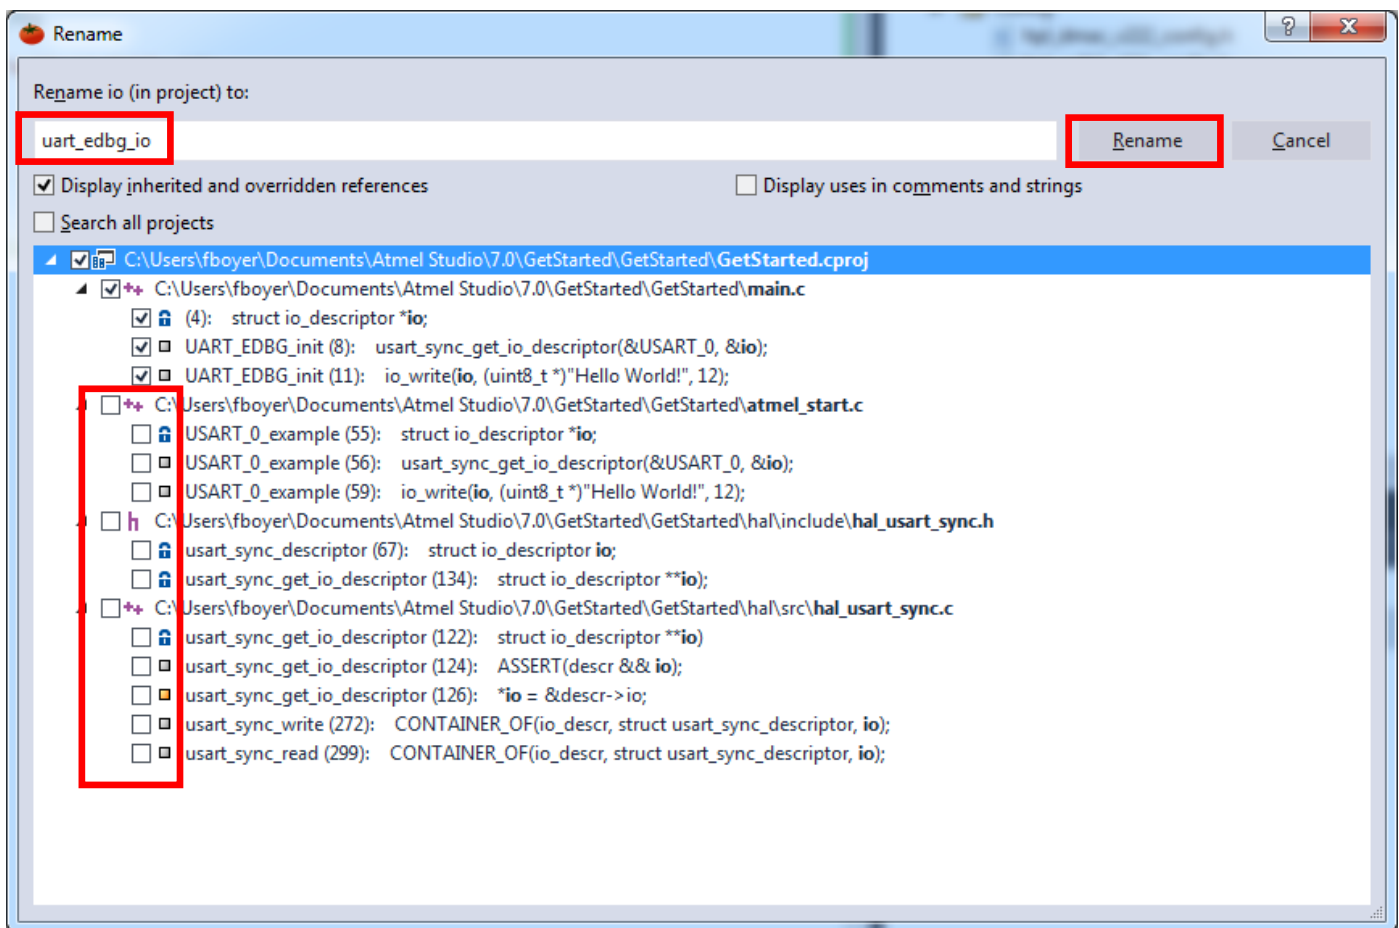 Rename
Rename io (in project) to:
uart_edbg_io
Rename
Cancel
Display inherited and overridden references
Display uses in comments and strings
Search all projects
C:\Users\fboyer\Documents\Atmel Studio\7.0\GetStarted\GetStarted\GetStarted.cproj
C:\Users\fboyer\Documents\Atmel Studio\7.0\GetStarted\GetStarted\main.c
(4): struct io_descriptor *io;
UART_EDBG_init (8): usart_sync_get_io_descriptor(&USART_0, &io);
UART_EDBG_init (11): io_write(io, (uint8_t *)"Hello World!", 12);
C:\Users\fboyer\Documents\Atmel Studio\7.0\GetStarted\GetStarted\atmel_start.c
USART_0_example (55): struct io_descriptor *io;
USART_0_example (56): usart_sync_get_io_descriptor(&USART_0, &io);
USART_0_example (59): io_write(io, (uint8_t *)"Hello World!", 12);
C:\Users\fboyer\Documents\Atmel Studio\7.0\GetStarted\GetStarted\hal\include\hal_usart_sync.h
usart_sync_descriptor (67): struct io_descriptor io;
usart_sync_get_io_descriptor (134): struct io_descriptor **io);
C:\Users\fboyer\Documents\Atmel Studio\7.0\GetStarted\GetStarted\hal\src\hal_usart_sync.c
usart_sync_get_io_descriptor (122): struct io_descriptor **io)
usart_sync_get_io_descriptor (124): ASSERT(descr && io);
usart_sync_get_io_descriptor (126): *io = &descr->io;
usart_sync_write (272): CONTAINER_OF(io_descr, struct usart_sync_descriptor, io);
usart_sync_read (299): CONTAINER_OF(io_descr, struct usart_sync_descriptor, io);